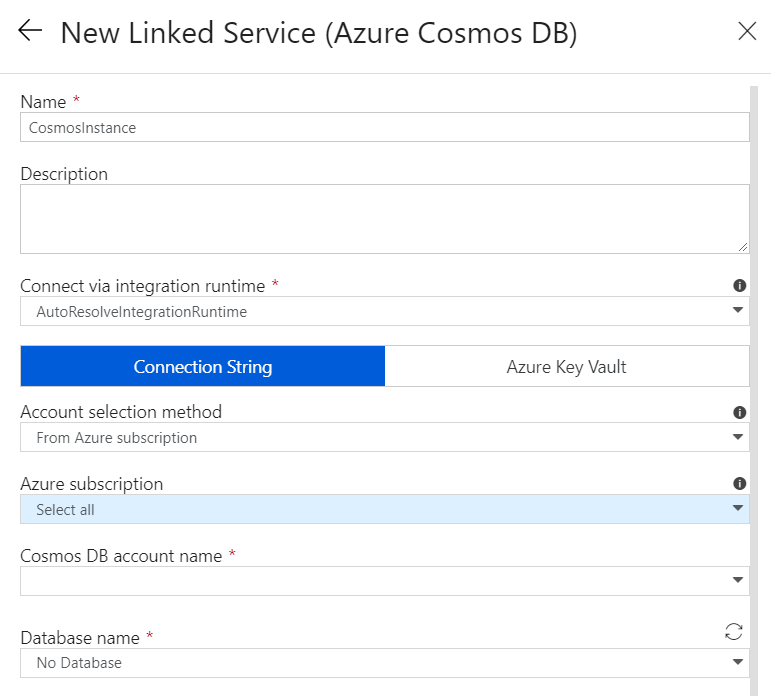 New Linked Service (Azure Cosmos DB)
Name *
CosmosInstance
Description
Connect via integration runtime *
AutoResolveIntegrationRuntime
Connection String
Azure Key Vault
Account selection method
From Azure subscription
Azure subscription
Select all
Cosmos DB account name *
Database name *
No Database